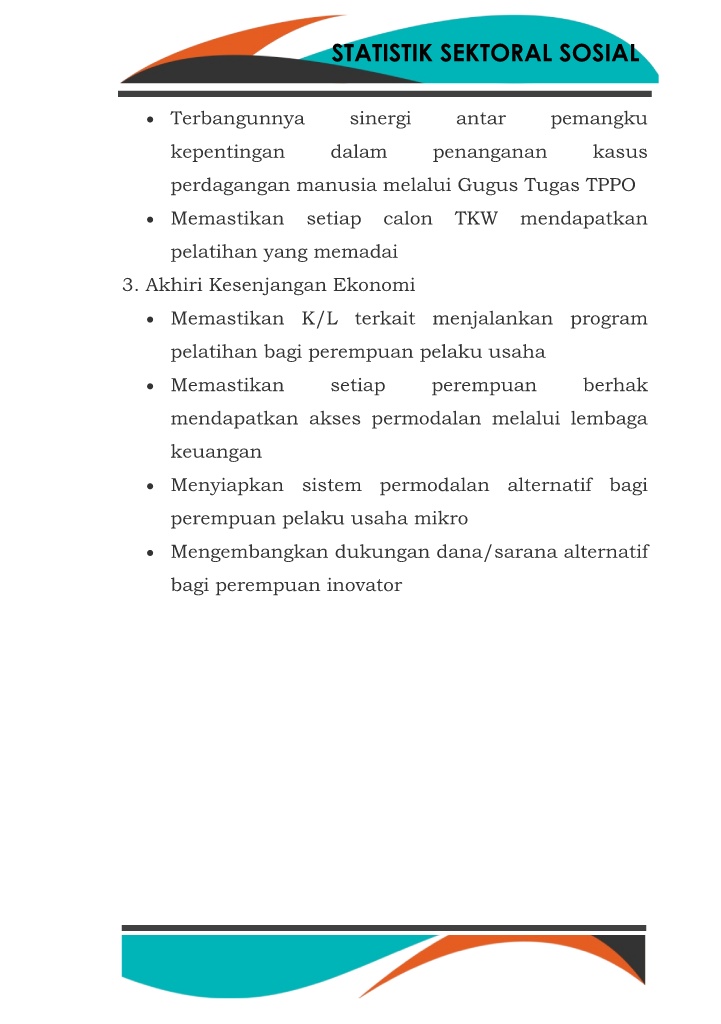 STATISTIK SEKTORAL SOSIAL
• Terbangunnya sinergi antar pemangku
kepentingan dalam penanganan kasus
perdagangan manusia melalui Gugus Tugas TPPO
• Memastikan setiap calon TKW mendapatkan
pelatihan yang memadai
3. Akhiri Kesenjangan Ekonomi
• Memastikan K/L terkait menjalankan program
pelatihan bagi perempuan pelaku usaha
• Memastikan setiap perempuan berhak
mendapatkan akses permodalan melalui lembaga
keuangan
• Menyiapkan sistem permodalan alternatif bagi
perempuan pelaku usaha mikro
• Mengembangkan dukungan dana/sarana alternatif
bagi perempuan inovator